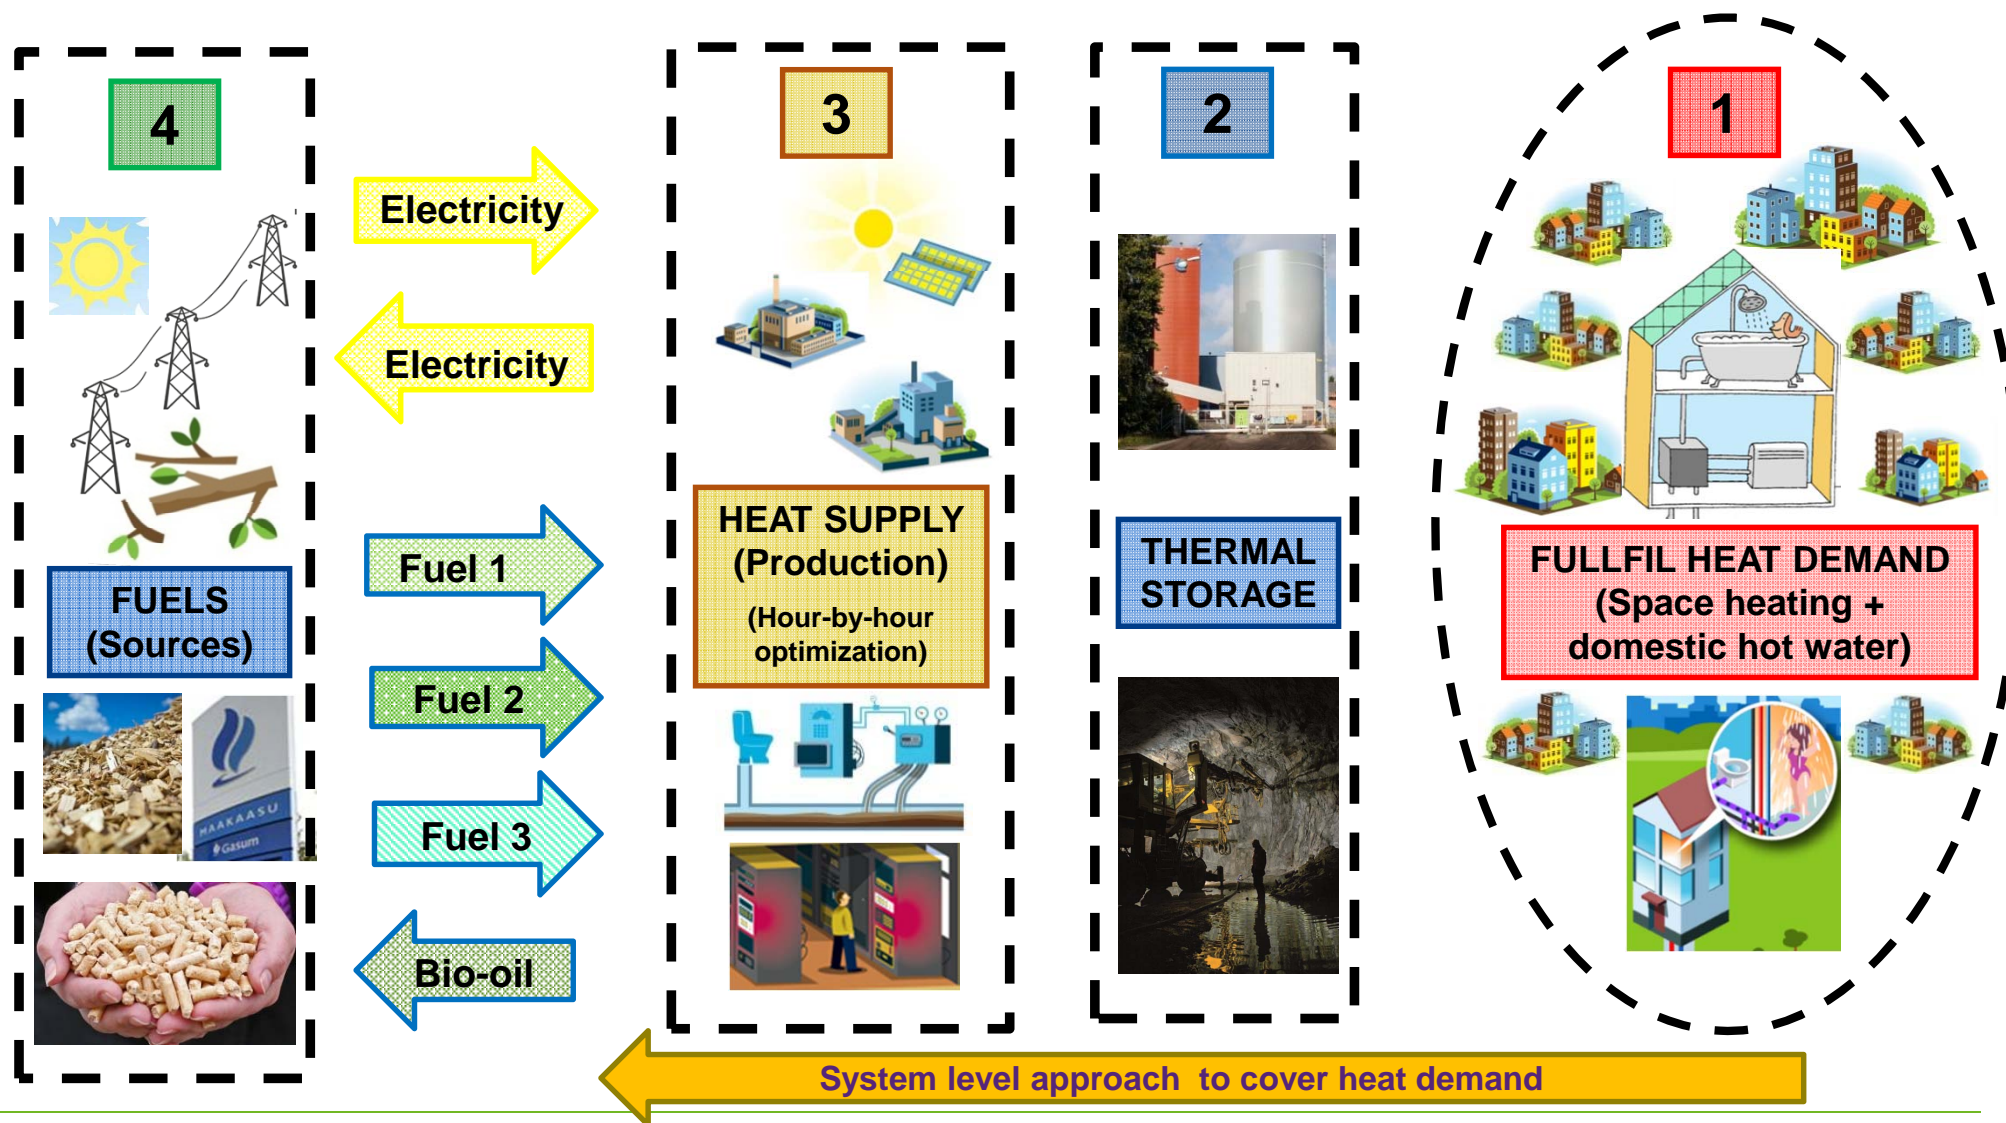 4
3
2
1
Electricity
Electricity
FUELS
(Sources)
MAAKAASU
Gasum
Fuel 1
Fuel 2
Fuel 3
Bio-oil
HEAT SUPPLY
(Production)
(Hour-by-hour
optimization)
THERMAL
STORAGE
FULLFIL HEAT DEMAND
(Space heating +
domestic hot water)
System level approach to cover heat demand